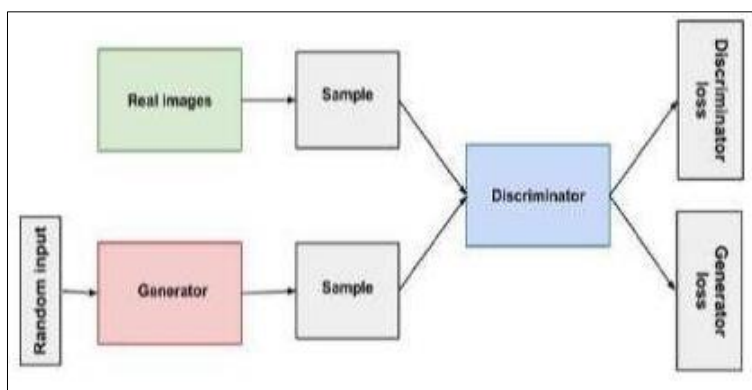 Real images
Sample
Discriminator
loss
Discriminator
Random input
Generator
Sample
Generator
loss